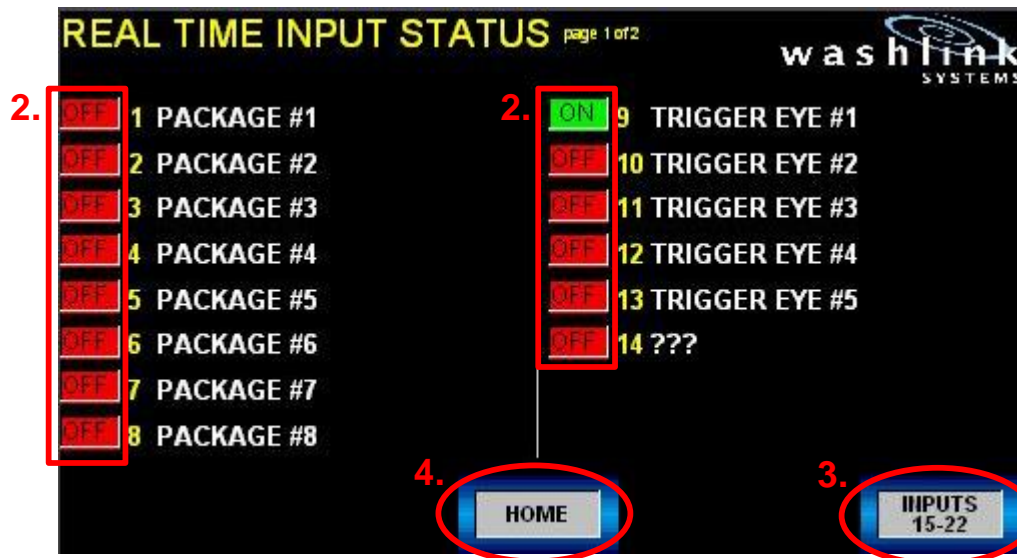 REAL TIME INPUT STATUS page 1 of 2
washlink
SYSTEMS
2.
OFF 1 PACKAGE #1
OFF 2 PACKAGE #2
OFF 3 PACKAGE #3
OFF 4 PACKAGE #4
OFF 5 PACKAGE #5
OFF 6 PACKAGE #6
OFF 7 PACKAGE #7
OFF 8 PACKAGE #8
2.
ON 9 TRIGGER EYE #1
OFF 10 TRIGGER EYE #2
OFF 11 TRIGGER EYE #3
OFF 12 TRIGGER EYE #4
OFF 13 TRIGGER EYE #5
OFF 14 ???
4.
HOME
3.
INPUTS
15-22